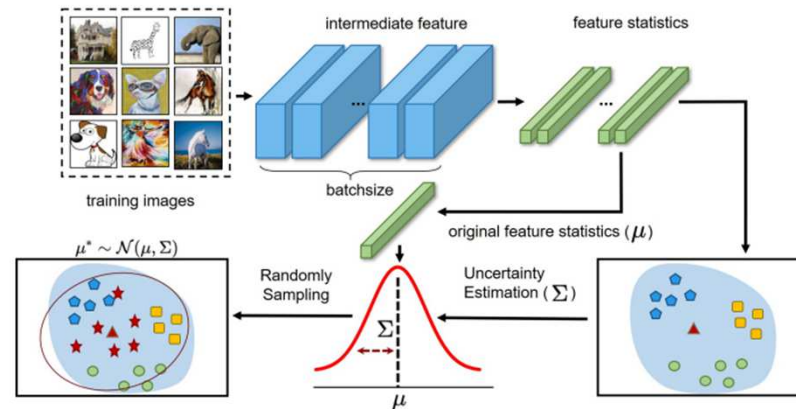 intermediate feature
feature statistics
...
...
batchsize
training images
original feature statistics (μ)
μ* ~ N(μ, Σ)
Randomly
Sampling
Uncertainty
Estimation (Σ)
Σ
μ